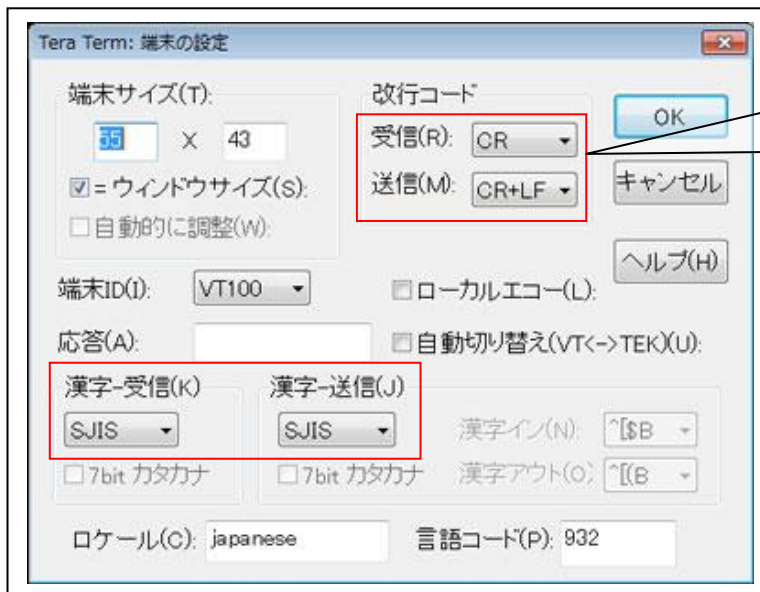 Tera Term: 端末の設定
端末サイズ(T):
55 X 43
= ウィンドウサイズ(S):
自動的に調整(W):
改行コード
受信(R): CR
送信(M): CR+LF
OK
キャンセル
ヘルプ(H)
端末ID(I): VT100
ローカルエコー(L):
応答(A):
自動切り替え(VT<->TEK)(U):
漢字-受信(K)
SJIS
7bit カタカナ
漢字-送信(J)
SJIS
7bit カタカナ
漢字イン(N): ^[$B
漢字アウト(O) ^[(B
ロケール(C): japanese
言語コード(P): 932